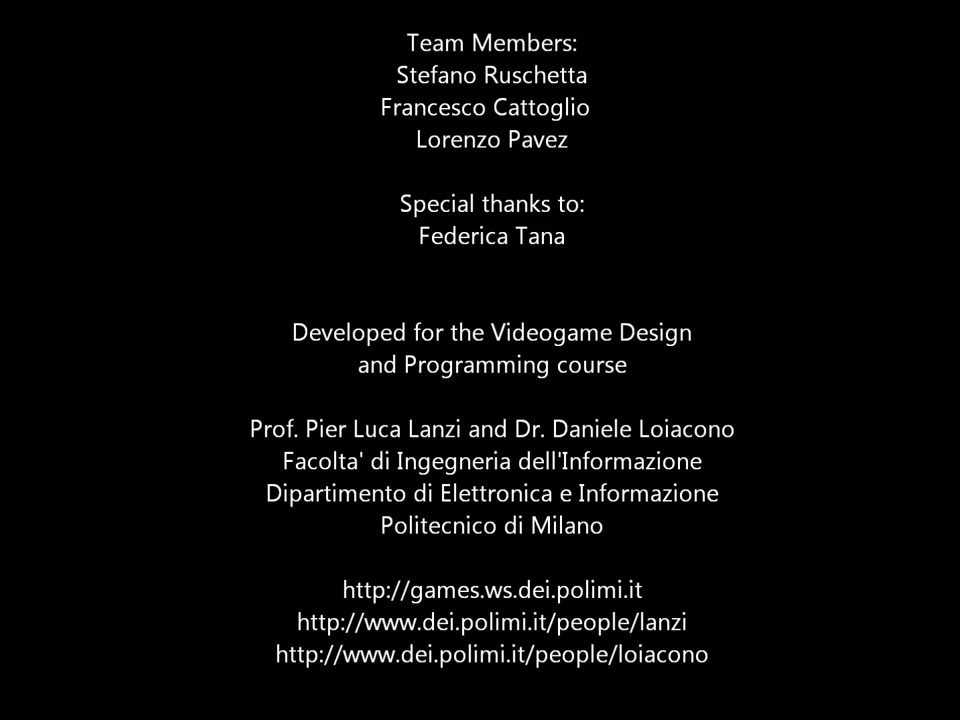 Team Members:
Stefano Ruschetta
Francesco Cattoglio
Lorenzo Pavez
Special thanks to:
Federica Tana
Developed for the Videogame Design
and Programming course
Prof. Pier Luca Lanzi and Dr. Daniele Loiacono
Facolta' di Ingegneria dell'Informazione
Dipartimento di Elettronica e Informazione
Politecnico di Milano
http://games.ws.dei.polimi.it
http://www.dei.polimi.it/people/lanzi
http://www.dei.polimi.it/people/loiacono